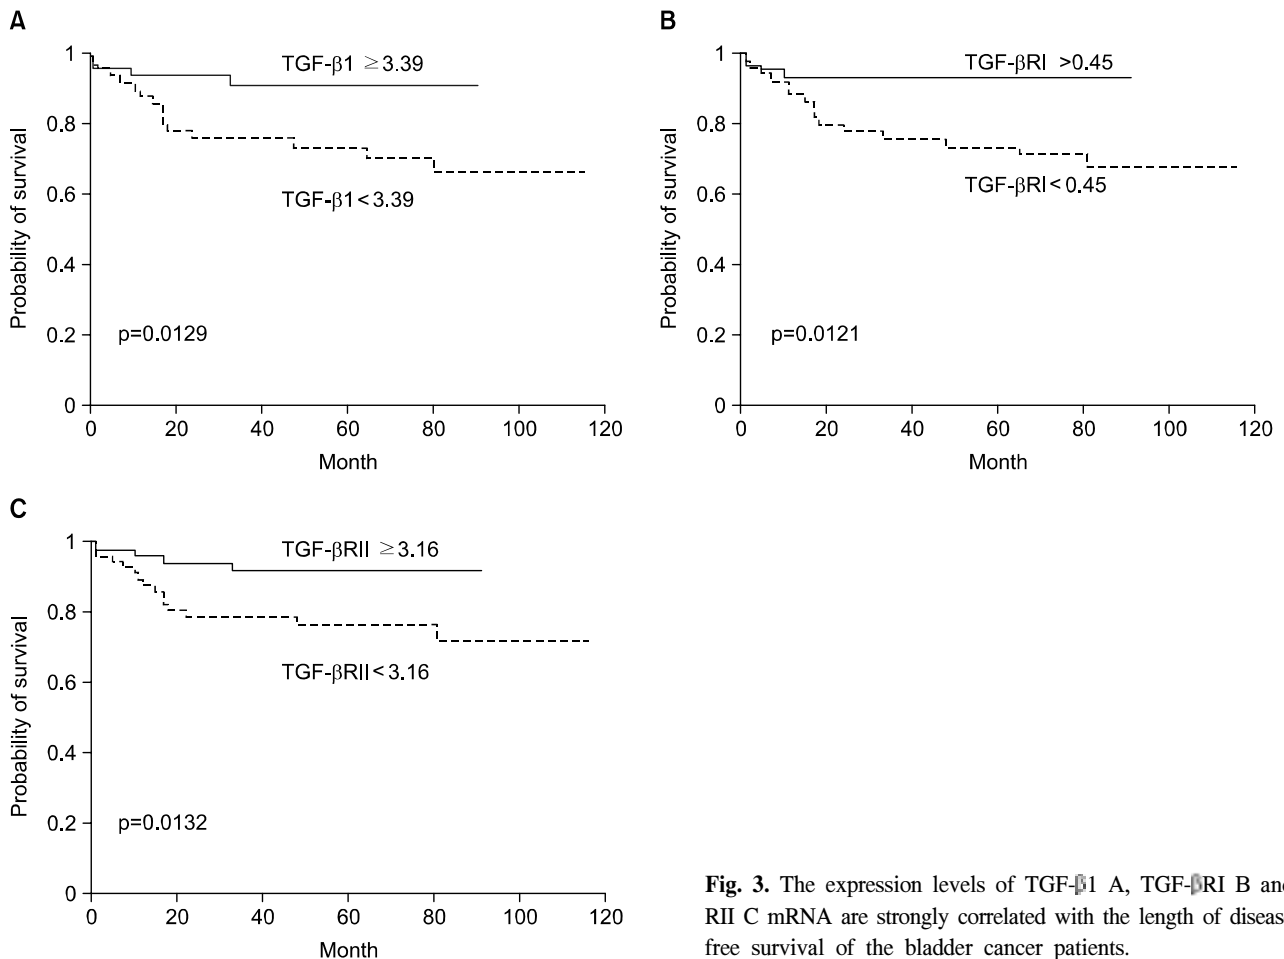 A
Probability of survival
1
0.8
0.6
0.4
0.2
0
TGF-β1 ≥3.39
TGF-β1<3.39
p=0.0129
0 20 40 60 80 100 120
Month
B
Probability of survival
1
0.8
0.6
0.4
0.2
0
TGF-βRI >0.45
TGF-βRI<0.45
p=0.0121
0 20 40 60 80 100 120
Month
C
Probability of survival
1
0.8
0.6
0.4
0.2
0
TGF-βRII ≥3.16
TGF-βRII<3.16
p=0.0132
0 20 40 60 80 100 120
Month
Fig. 3. The expression levels of TGF-β1 A, TGF-βRI B and
RII C mRNA are strongly correlated with the length of diseas
free survival of the bladder cancer patients.